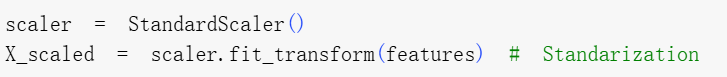 scaler = StandardScaler()
X_scaled = scaler.fit_transform(features) # Standarization